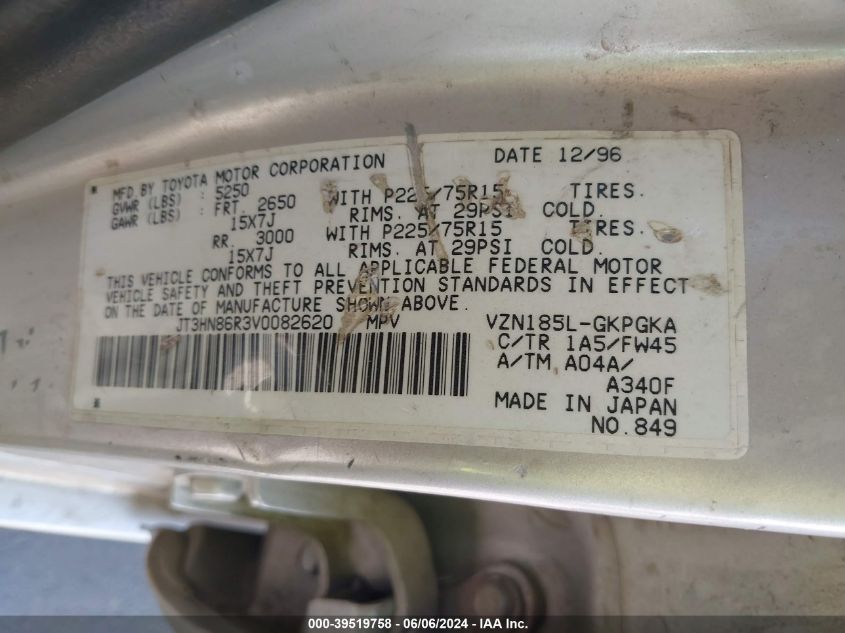 MFD. BY TOYOTA MOTOR CORPORATION DATE 12/96
GVWR (LBS) : 5250
GAWR (LBS) : FRT. 2650 WITH P225/75R15 TIRES.
15X7J RIMS. AT 29PSI COLD.
RR. 3000 WITH P225/75R15 TIRES.
15X7J RIMS. AT 29PSI COLD.
THIS VEHICLE CONFORMS TO ALL APPLICABLE FEDERAL MOTOR
VEHICLE SAFETY AND THEFT PREVENTION STANDARDS IN EFFECT
ON THE DATE OF MANUFACTURE SHOWN ABOVE.
JT3HN86R3V0082620 MPV VZN185L-GKPGKA
C/TR 1A5/FW45
A/TM A04A/
A340F
MADE IN JAPAN
NO.849
000-39519758 - 06/06/2024 - IAA Inc.